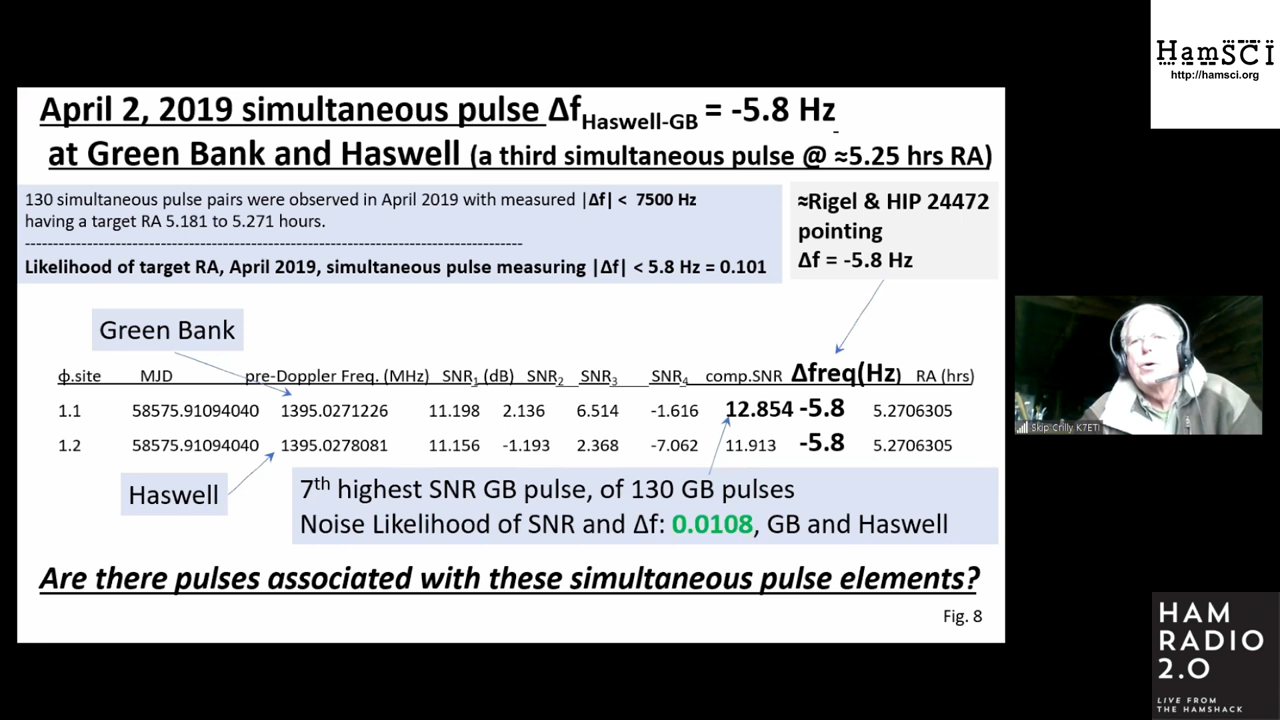 HamSCI
http://hamsci.org
April 2, 2019 simultaneous pulse Δf Haswell-GB = -5.8 Hz
at Green Bank and Haswell (a third simultaneous pulse @ ≈5.25 hrs RA)
130 simultaneous pulse pairs were observed in April 2019 with measured |Δf| < 7500 Hz
having a target RA 5.181 to 5.271 hours.
Likelihood of target RA, April 2019, simultaneous pulse measuring |Δf| < 5.8 Hz = 0.101
≈Rigel & HIP 24472
pointing
Δf = -5.8 Hz
Green Bank
ф.site MJD pre-Doppler Freq. (MHz) SNR1 (dB) SNR2 SNR3 SNR4 comp.SNR Δfreq(Hz) RA (hrs)
1.1 58575.91094040 1395.0271226 11.198 2.136 6.514 -1.616 12.854 -5.8 5.2706305
1.2 58575.91094040 1395.0278081 11.156 -1.193 2.368 -7.062 11.913 -5.8 5.2706305
Haswell
7th highest SNR GB pulse, of 130 GB pulses
Noise Likelihood of SNR and Δf: 0.0108, GB and Haswell
Are there pulses associated with these simultaneous pulse elements?
Fig. 8
Skip Crilly K7ETI
HAM
RADIO
2.O
LIVE FROM
THE HAMSHACK